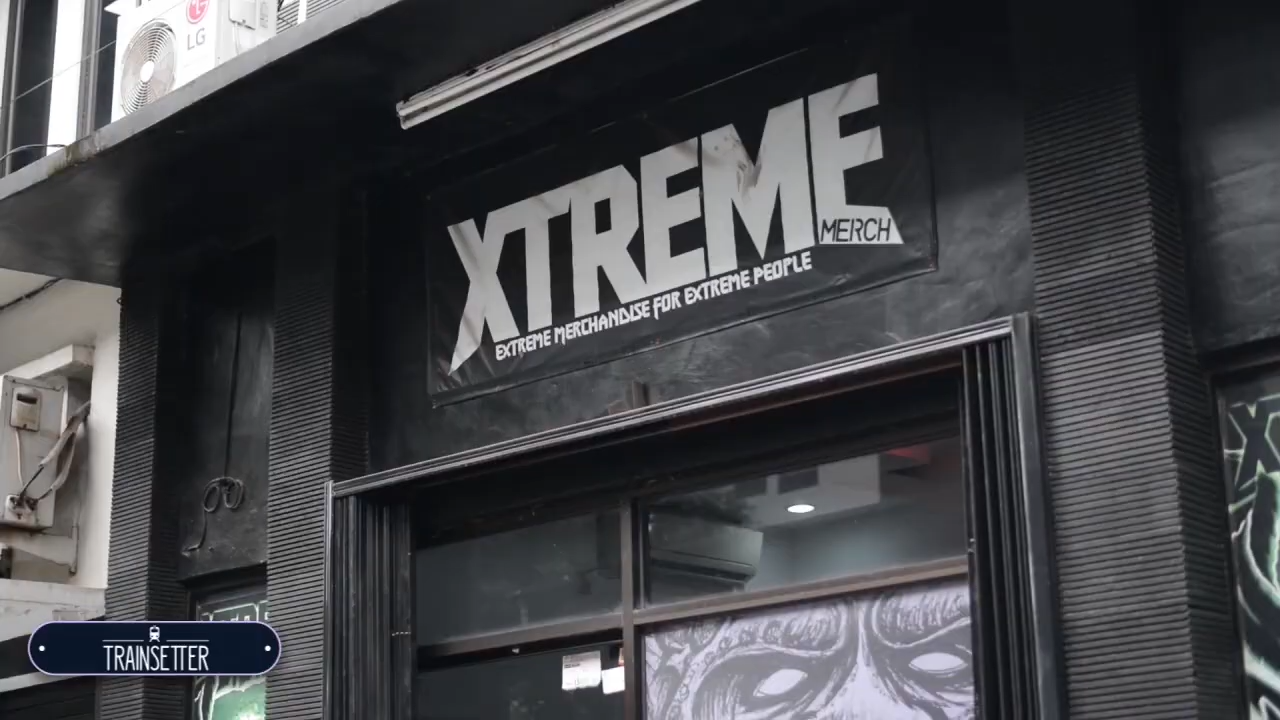 LG
XTREME
MERCH
EXTREME MERCHANDISE FOR EXTREME PEOPLE
TRAINSETTER